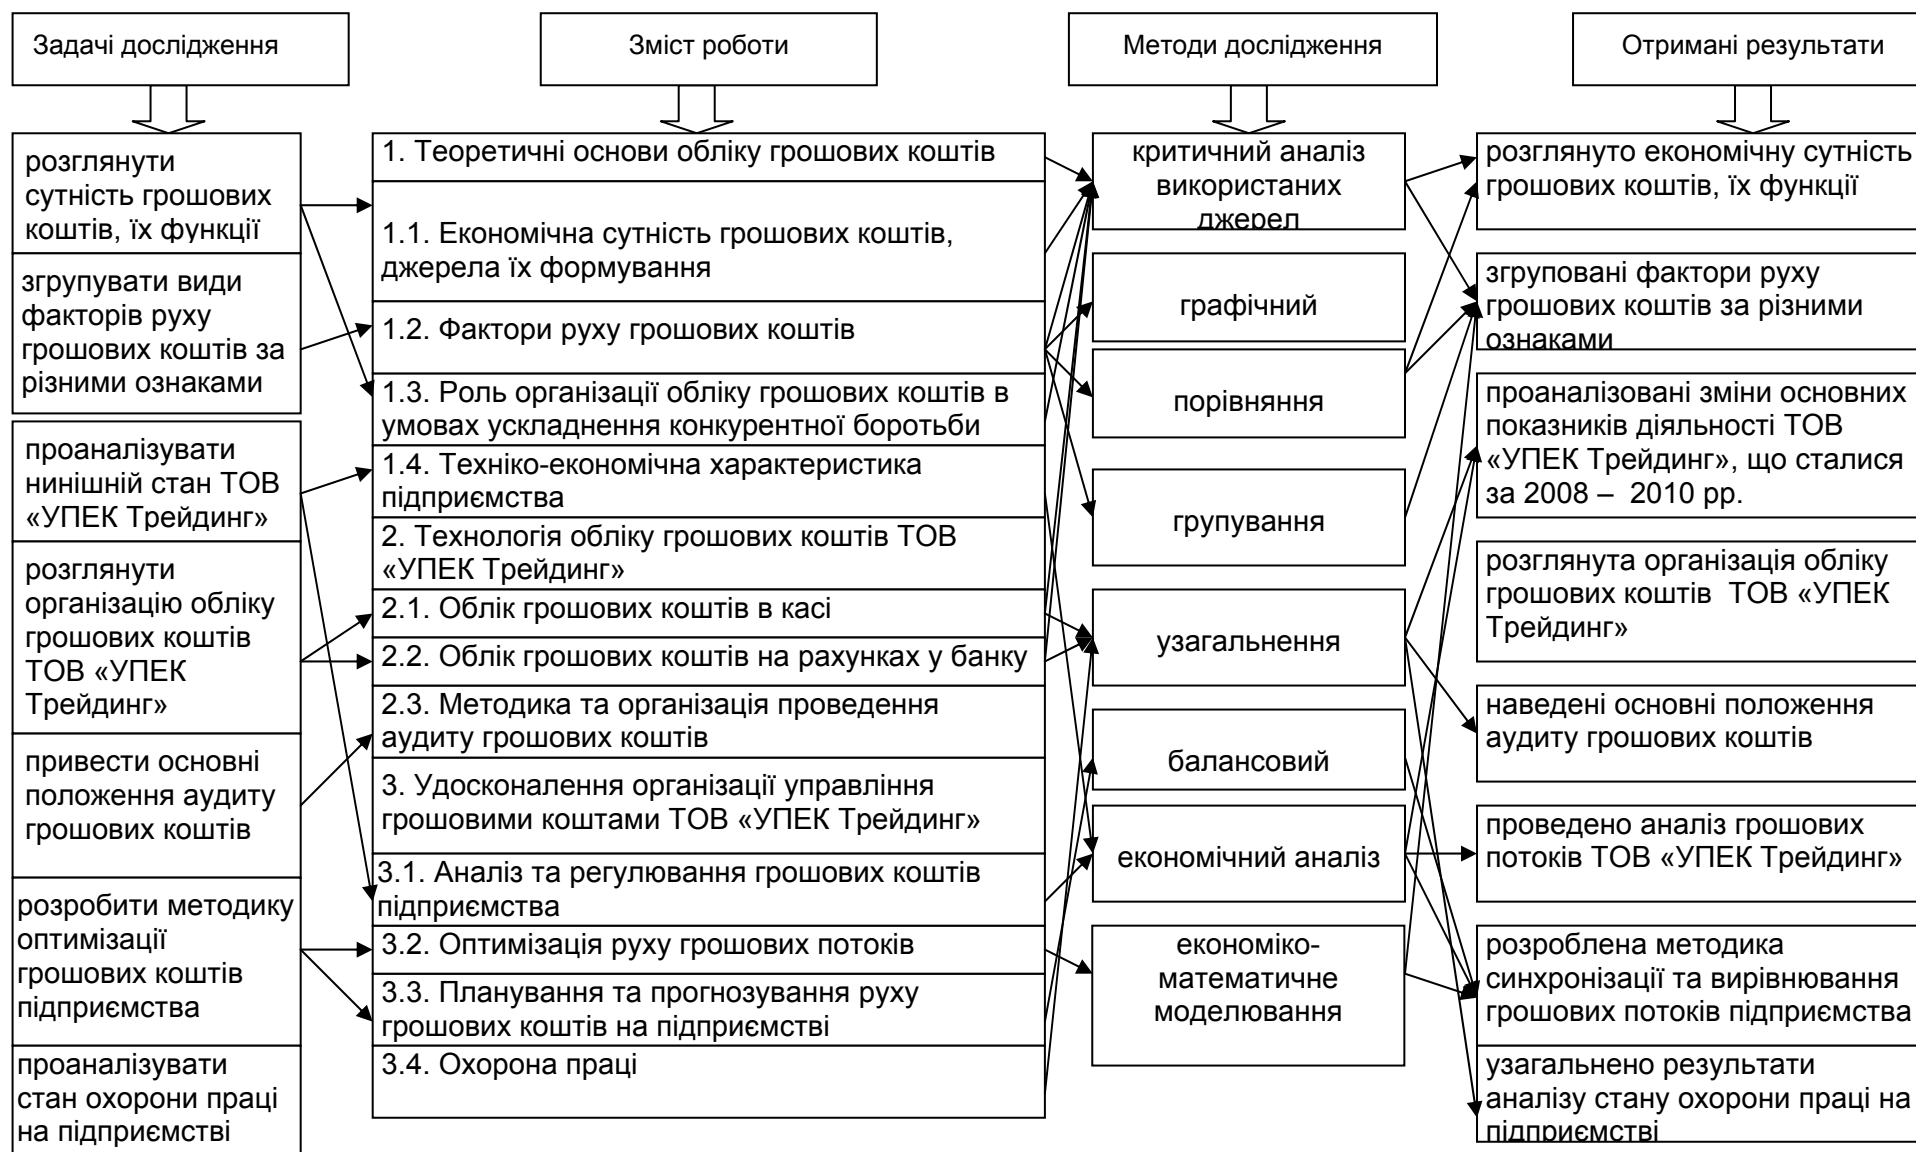 Задачі дослідження
Зміст роботи
Методи дослідження
Отримані результати
розглянути
сутність грошових
коштів, їх функції
згрупувати види
факторів руху
грошових коштів за
різними ознаками
проаналізувати
нинішній стан ТОВ
«УПЕК Трейдинг»
розглянути
організацію обліку
грошових коштів
ТОВ «УПЕК
Трейдинг»
привести основні
положення аудиту
грошових коштів
розробити методику
оптимізації
грошових коштів
підприємства
проаналізувати
стан охорони праці
на підприємстві
1. Теоретичні основи обліку грошових коштів
1.1. Економічна сутність грошових коштів,
джерела їх формування
1.2. Фактори руху грошових коштів
1.3. Роль організації обліку грошових коштів в
умовах ускладнення конкурентної боротьби
1.4. Техніко-економічна характеристика
підприємства
2. Технологія обліку грошових коштів ТОВ
«УПЕК Трейдинг»
2.1. Облік грошових коштів в касі
2.2. Облік грошових коштів на рахунках у банку
2.3. Методика та організація проведення
аудиту грошових коштів
3. Удосконалення організації управління
грошовими коштами ТОВ «УПЕК Трейдинг»
3.1. Аналіз та регулювання грошових коштів
підприємства
3.2. Оптимізація руху грошових потоків
3.3. Планування та прогнозування руху
грошових коштів на підприємстві
3.4. Охорона праці
критичний аналіз
використаних
джерел
графічний
порівняння
групування
узагальнення
балансовий
економічний аналіз
економіко-
математичне
моделювання
розглянуто економічну сутність
грошових коштів, їх функції
згруповані фактори руху
грошових коштів за різними
ознаками
проаналізовані зміни основних
показників діяльності ТОВ
«УПЕК Трейдинг», що сталися
за 2008 – 2010 рр.
розглянута організація обліку
грошових коштів ТОВ «УПЕК
Трейдинг»
наведені основні положення
аудиту грошових коштів
проведено аналіз грошових
потоків ТОВ «УПЕК Трейдинг»
розроблена методика
синхронізації та вирівнювання
грошових потоків підприємства
узагальнено результати
аналізу стану охорони праці на
підприємстві